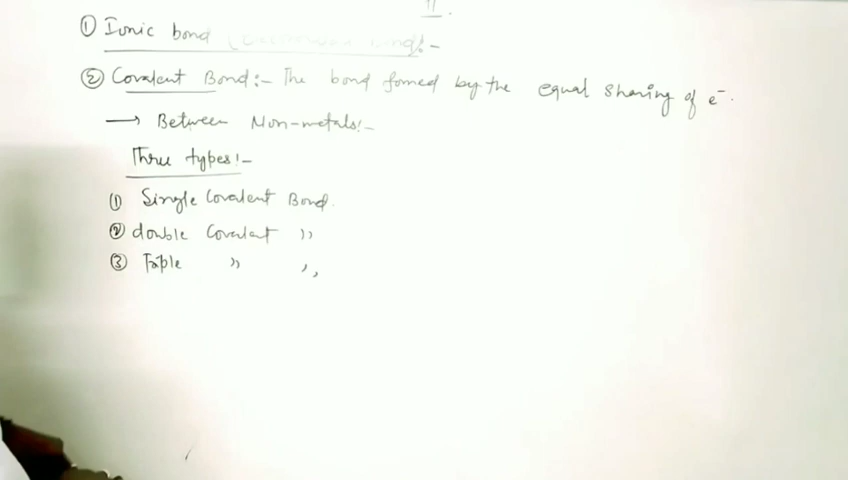 ① Ionic bond :-
② Covalent Bond:- The bond formed by the equal sharing of e⁻.
→ Between Non-metals:-
Three types:-
① Single Covalent Bond.
② double Covalent ,,
③ Triple ,, ,,